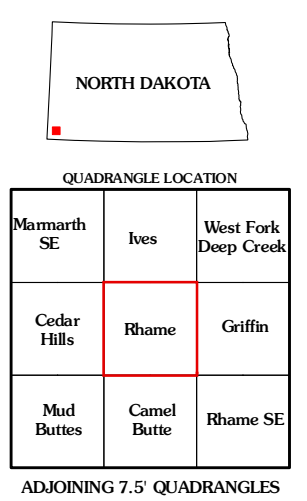 NORTH DAKOTA
QUADRANGLE LOCATION
Marmarth
SE
Ives
West Fork
Deep Creek
Cedar
Hills
Rhame
Griffin
Mud
Buttes
Camel
Butte
Rhame SE
ADJOINING 7.5' QUADRANGLES